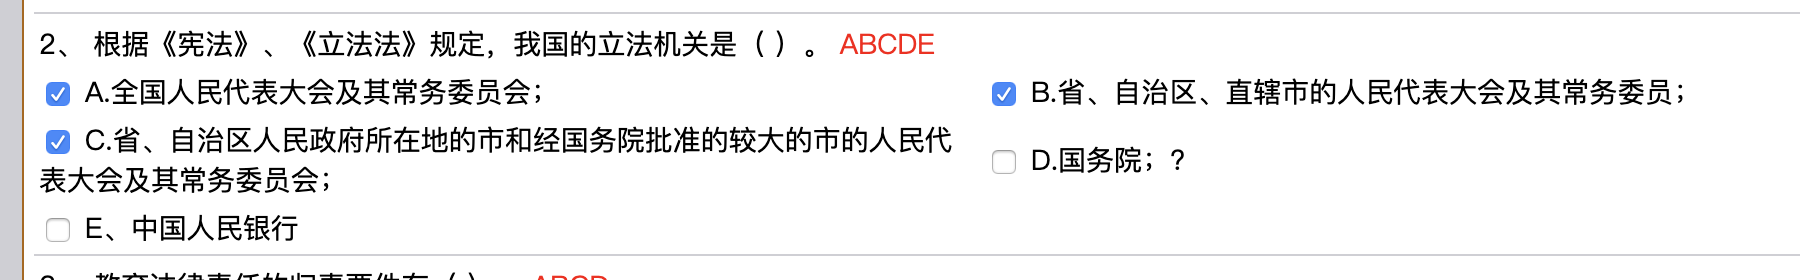 2、 根据《宪法》、《立法法》规定，我国的立法机关是（ ）。 ABCDE
A.全国人民代表大会及其常务委员会；
B.省、自治区、直辖市的人民代表大会及其常务委员；
C.省、自治区人民政府所在地的市和经国务院批准的较大的市的人民代
表大会及其常务委员会；
D.国务院；?
E、中国人民银行